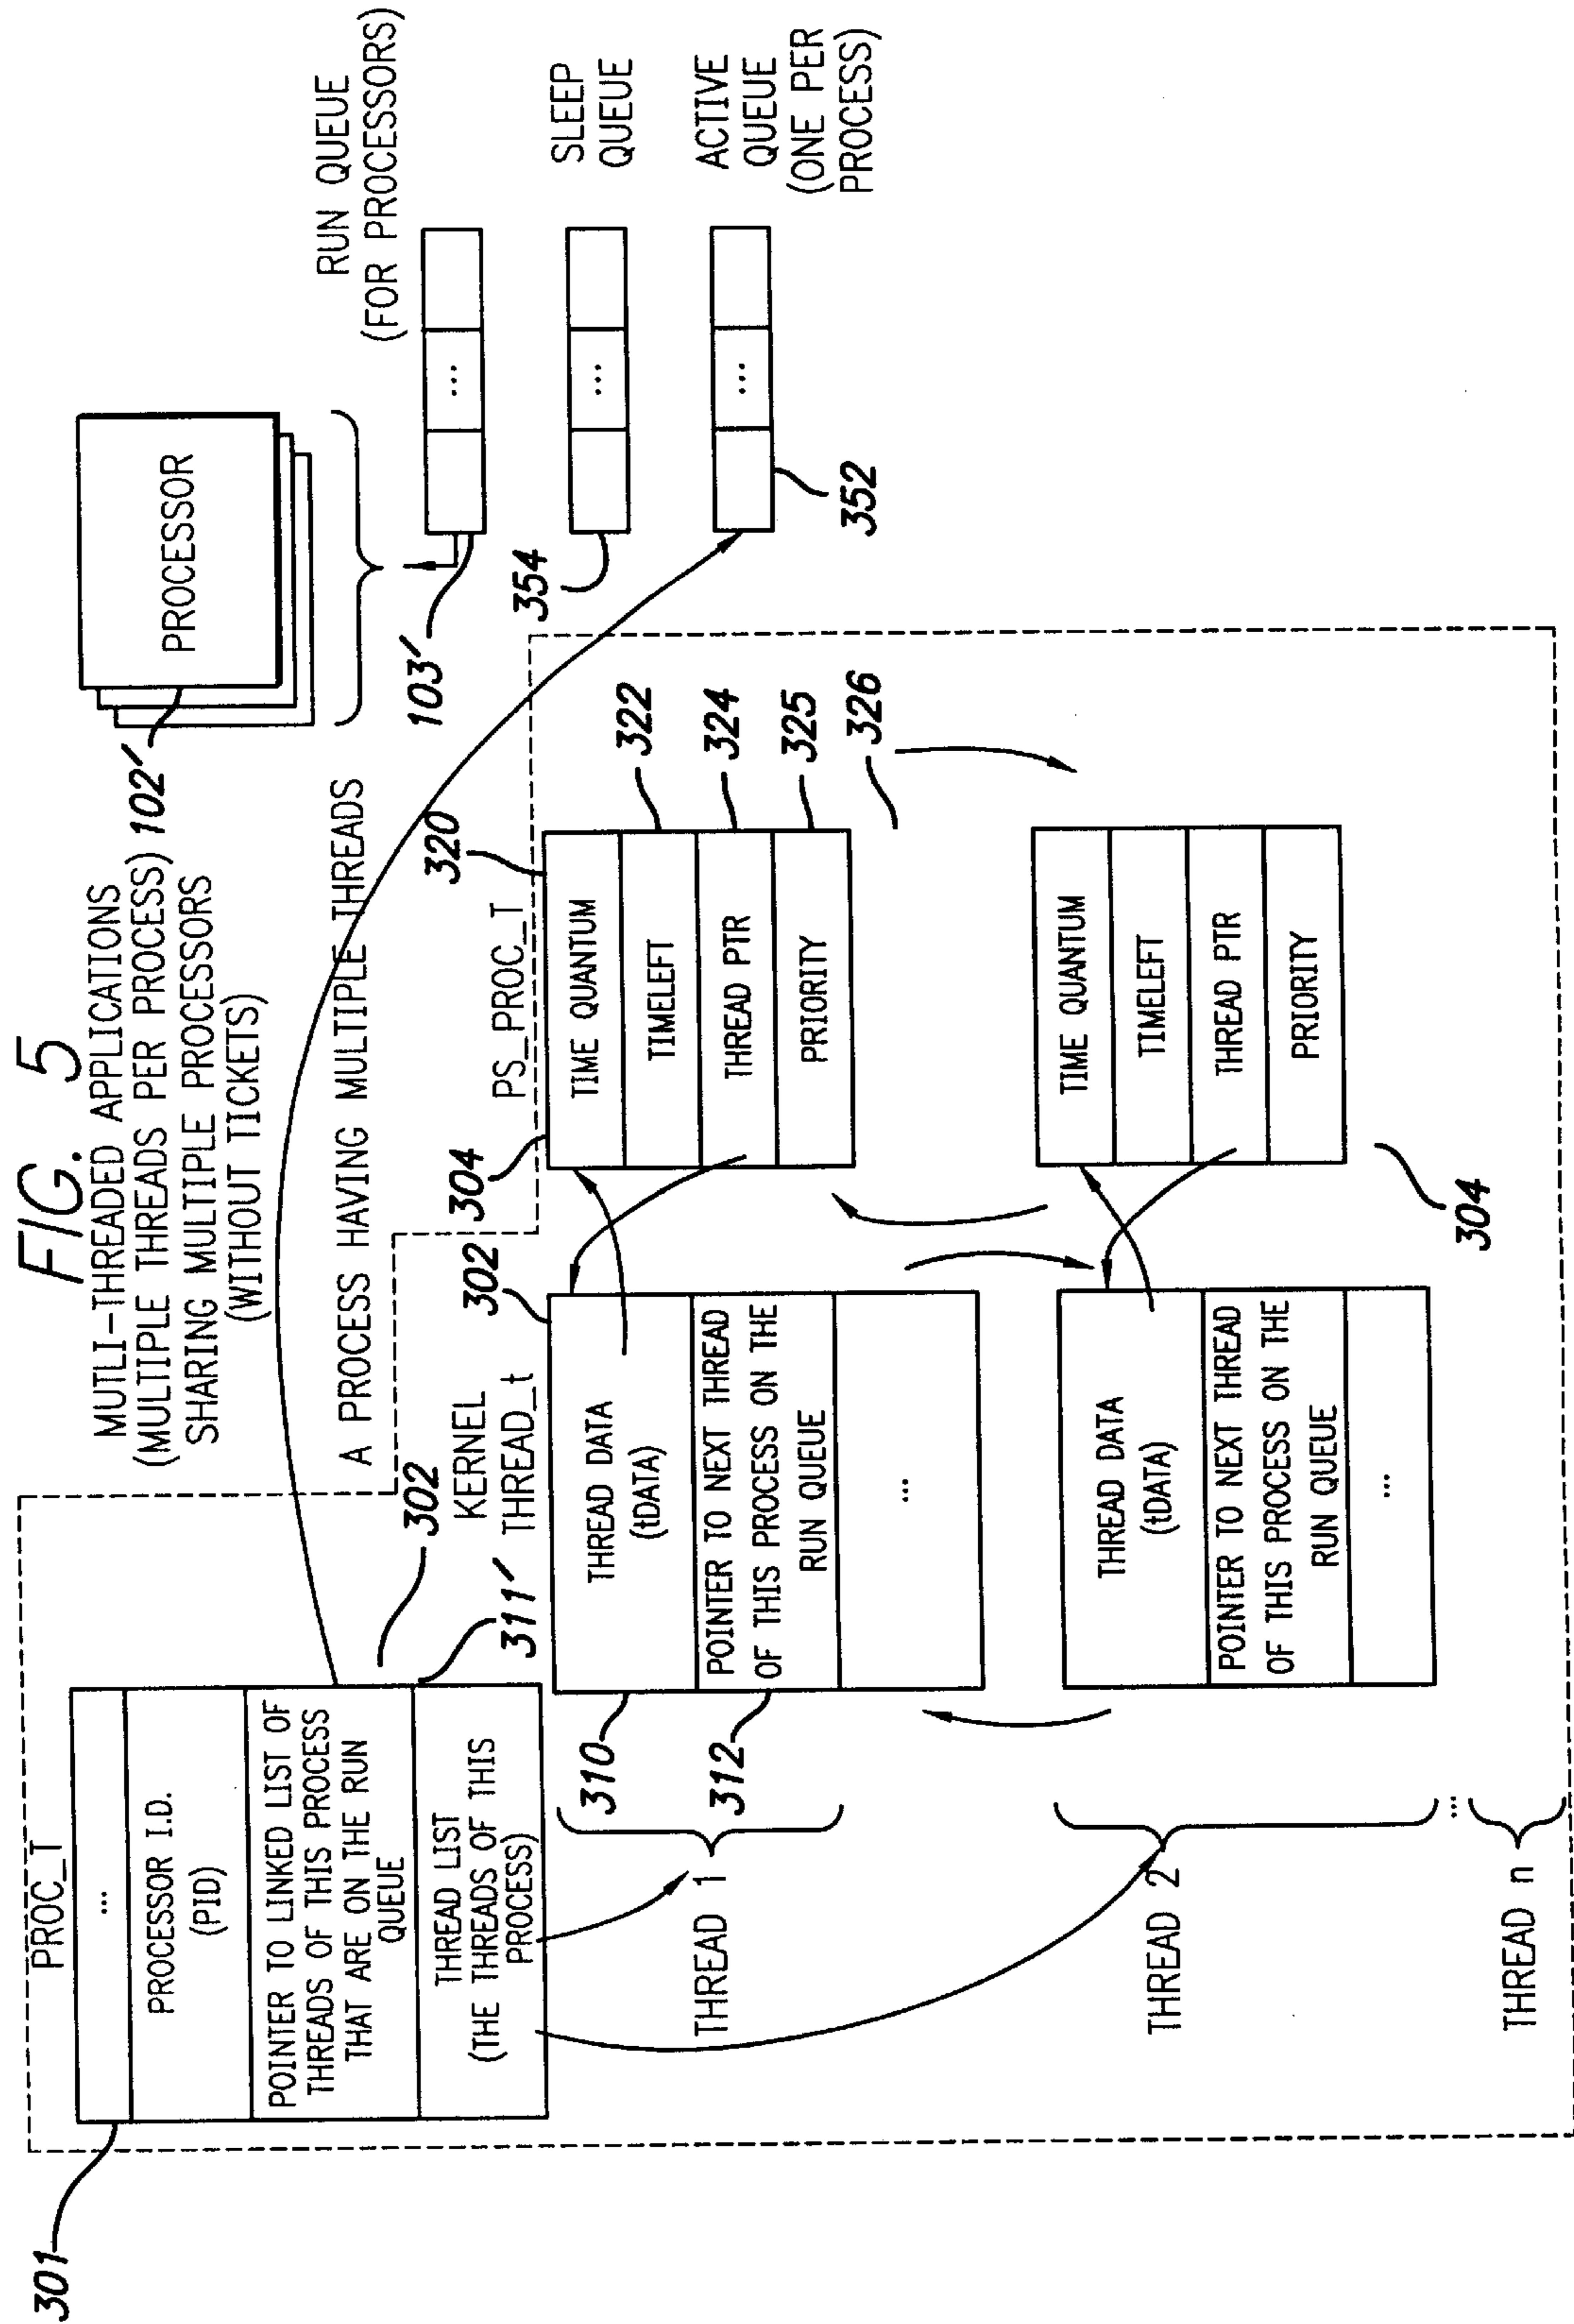 FIG. 5
MUTLI-THREADED APPLICATIONS
(MULTIPLE THREADS PER PROCESS)
SHARING MULTIPLE PROCESSORS
(WITHOUT TICKETS)
PROCESSOR
102'
RUN QUEUE
(FOR PROCESSORS)
...
103'
SLEEP
QUEUE
...
354
ACTIVE
QUEUE
(ONE PER
PROCESS)
...
352
A PROCESS HAVING MULTIPLE THREADS
301
PROC_T
...
PROCESSOR I.D.
(PID)
POINTER TO LINKED LIST OF
THREADS OF THIS PROCESS
THAT ARE ON THE RUN
QUEUE
THREAD LIST
(THE THREADS OF THIS
PROCESS)
302
311'
KERNEL
THREAD_t
302
THREAD DATA
(tDATA)
POINTER TO NEXT THREAD
OF THIS PROCESS ON THE
RUN QUEUE
...
310
312
THREAD 1
304
PS_PROC_T
320
TIME QUANTUM
TIMELEFT
THREAD PTR
PRIORITY
322
324
325
326
THREAD 2
THREAD DATA
(tDATA)
POINTER TO NEXT THREAD
OF THIS PROCESS ON THE
RUN QUEUE
...
TIME QUANTUM
TIMELEFT
THREAD PTR
PRIORITY
304
...
THREAD n